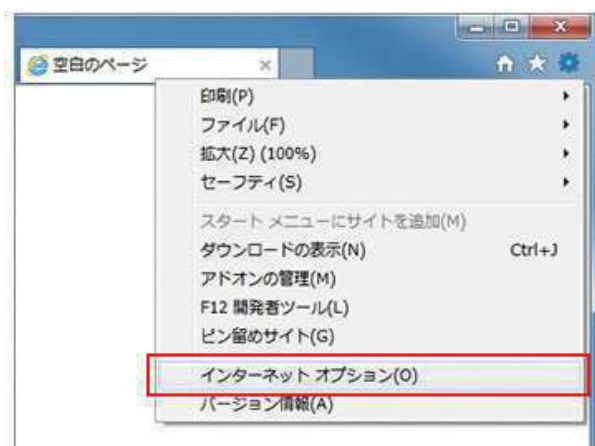 空白のページ
印刷(P)
ファイル(F)
拡大(Z) (100%)
セーフティ(S)
スタート メニューにサイトを追加(M)
ダウンロードの表示(N) Ctrl+J
アドオンの管理(M)
F12 開発者ツール(L)
ピン留めサイト(G)
インターネット オプション(O)
バージョン情報(A)